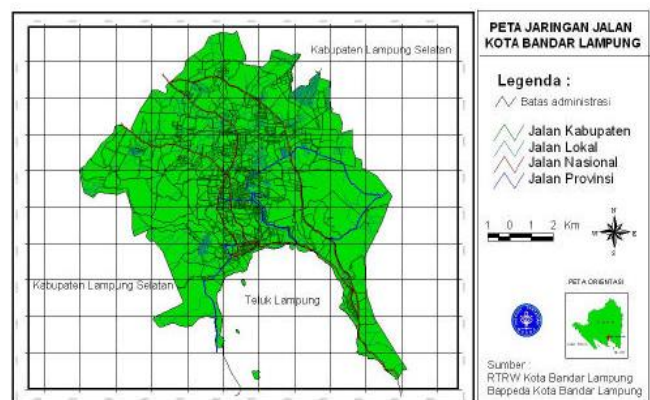 PETA JARINGAN JALAN
KOTA BANDAR LAMPUNG
Legenda :
Batas administrasi
Jalan Kabupaten
Jalan Lokal
Jalan Nasional
Jalan Provinsi
1 0 1 2 Km
N
W E
S
PETA ORIENTASI
Sumber :
RTRW Kota Bandar Lampung
Bappeda Kota Bandar Lampung
Kabupaten Lampung Selatan
Kabupaten Lampung Selatan
Teluk Lampung